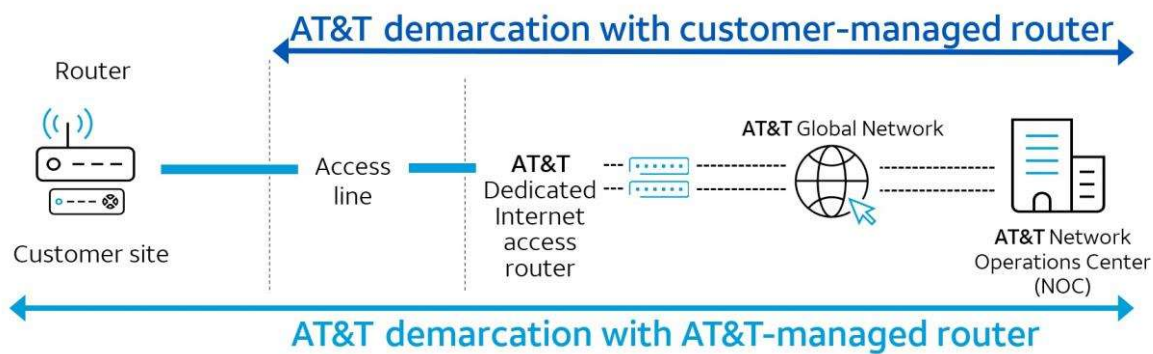 AT&T demarcation with customer-managed router
Router
AT&T Global Network
Access
line
AT&T
Dedicated
Internet
access
router
Customer site
AT&T Network
Operations Center
(NOC)
AT&T demarcation with AT&T-managed router